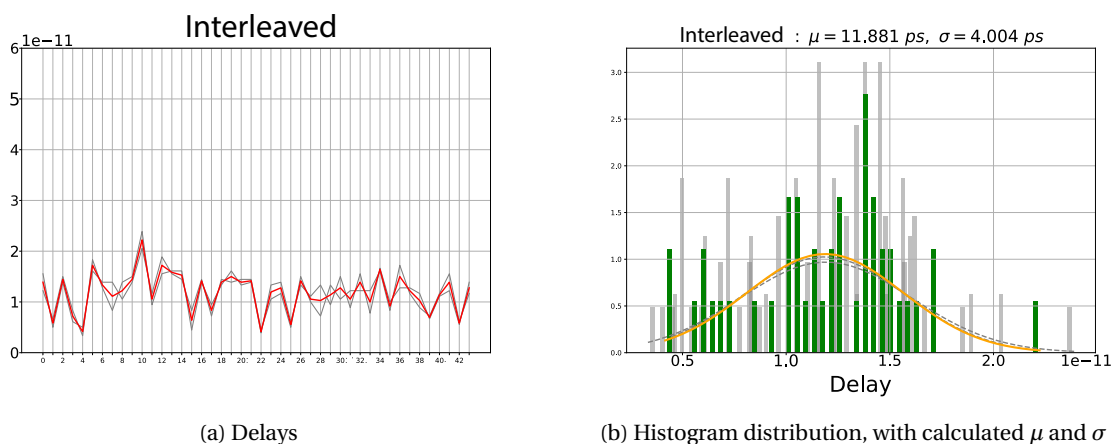 Interleaved
1e−11
6
5
4
3
2
1
0
0 2 4 6 8 10 12 14 16 18 20 22 24 26 28 30 32 34 36 38 40 42
(a) Delays
Interleaved : μ = 11.881 ps, σ = 4.004 ps
3.0
2.5
2.0
1.5
1.0
0.5
0.0
0.5 1.0 1.5 2.0 1e−11
Delay
(b) Histogram distribution, with calculated μ and σ